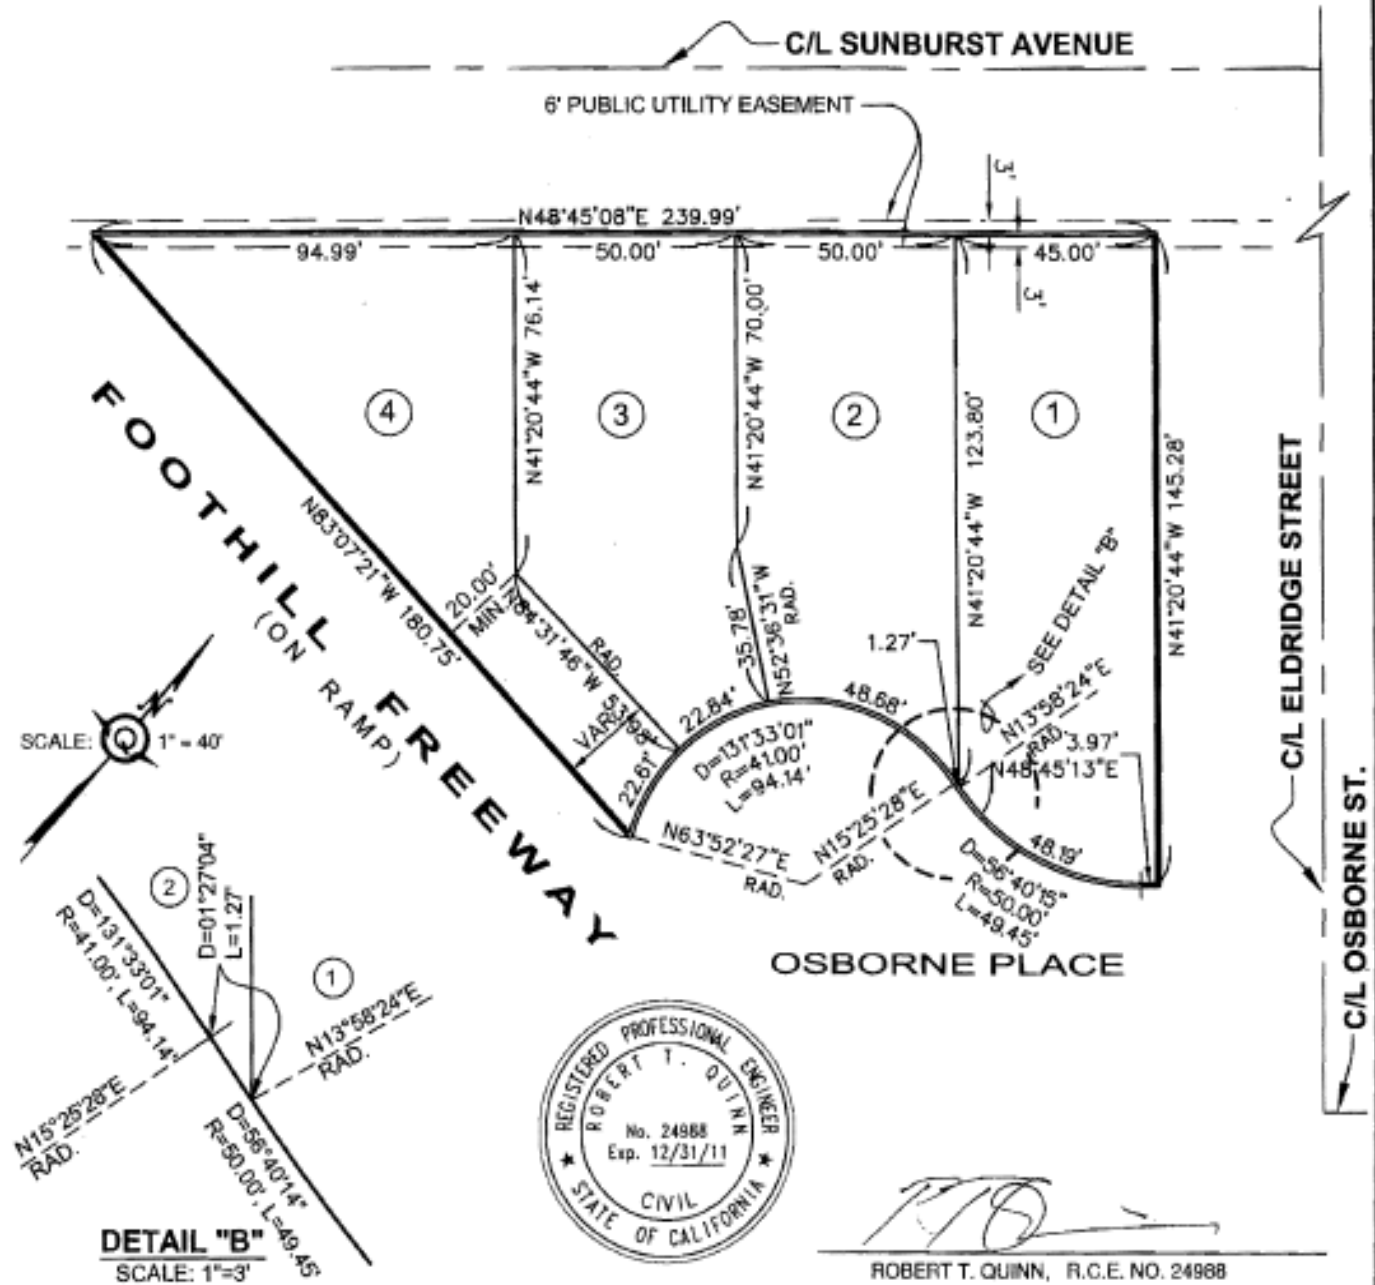 C/L SUNBURST AVENUE
6' PUBLIC UTILITY EASEMENT
3'
N48°45'08"E 239.99'
94.99'
50.00'
50.00'
45.00'
3'
N41°20'44"W 76.14'
N41°20'44"W 70.00'
N41°20'44"W 123.80'
N41°20'44"W 145.28'
4
3
2
1
FOOTHILL FREEWAY
(ON RAMP)
N83°07'21"W 180.75'
20.00'
MIN.
N84°31'46"W 53.98'
RAD.
VAR.
35.78'
N52°36'31"W
RAD.
1.27'
SEE DETAIL "B"
N13°58'24"E
RAD.
3.97'
N48°45'13"E
22.61'
22.84'
48.68'
48.19'
D=131°33'01"
R=41.00'
L=94.14'
N63°52'27"E
RAD.
N15°25'28"E
RAD.
D=56°40'15"
R=50.00'
L=49.45'
OSBORNE PLACE
C/L ELDRIDGE STREET
C/L OSBORNE ST.
SCALE: 1" = 40'
N
2
D=01°27'04"
L=1.27'
D=131°33'01"
R=41.00', L=94.14'
1
N13°58'24"E
RAD.
N15°25'28"E
RAD.
D=56°40'14"
R=50.00', L=49.45'
DETAIL "B"
SCALE: 1"=3'
REGISTERED PROFESSIONAL ENGINEER
ROBERT T. QUINN
No. 24988
Exp. 12/31/11
CIVIL
STATE OF CALIFORNIA
ROBERT T. QUINN, R.C.E. NO. 24988